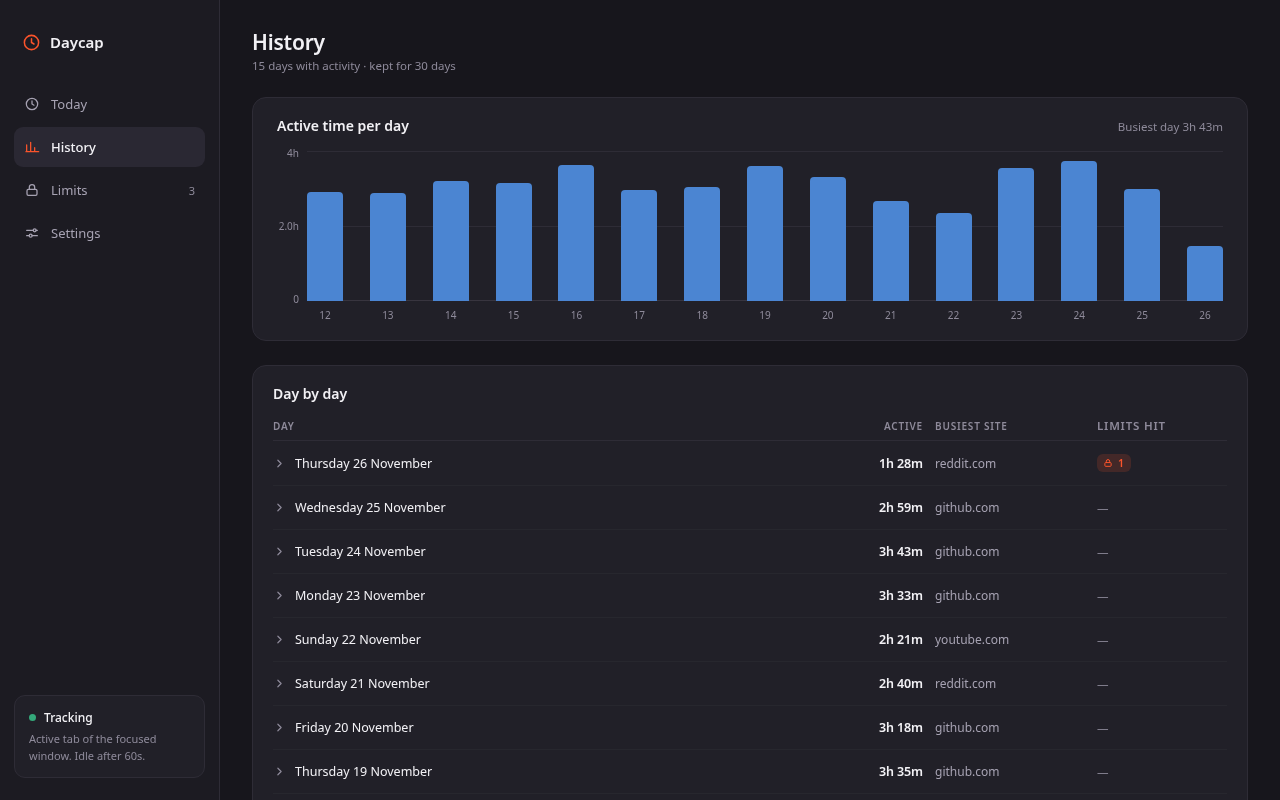 Daycap
Today
History
Limits 3
Settings
Tracking
Active tab of the focused
window. Idle after 60s.
History
15 days with activity · kept for 30 days
Active time per day Busiest day 3h 43m
4h
2.0h
0
12 13 14 15 16 17 18 19 20 21 22 23 24 25 26
Day by day
DAY ACTIVE BUSIEST SITE LIMITS HIT
Thursday 26 November 1h 28m reddit.com 1
Wednesday 25 November 2h 59m github.com —
Tuesday 24 November 3h 43m github.com —
Monday 23 November 3h 33m github.com —
Sunday 22 November 2h 21m youtube.com —
Saturday 21 November 2h 40m reddit.com —
Friday 20 November 3h 18m github.com —
Thursday 19 November 3h 35m github.com —